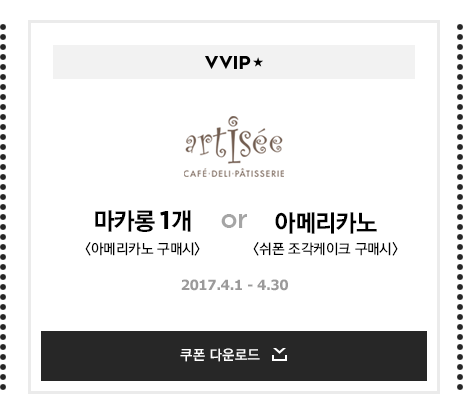 VVIP★
artisée
CAFÉ·DELI·PÂTISSERIE
마카롱 1개 or 아메리카노
<아메리카노 구매시> <쉬폰 조각케이크 구매시>
2017.4.1 - 4.30
쿠폰 다운로드